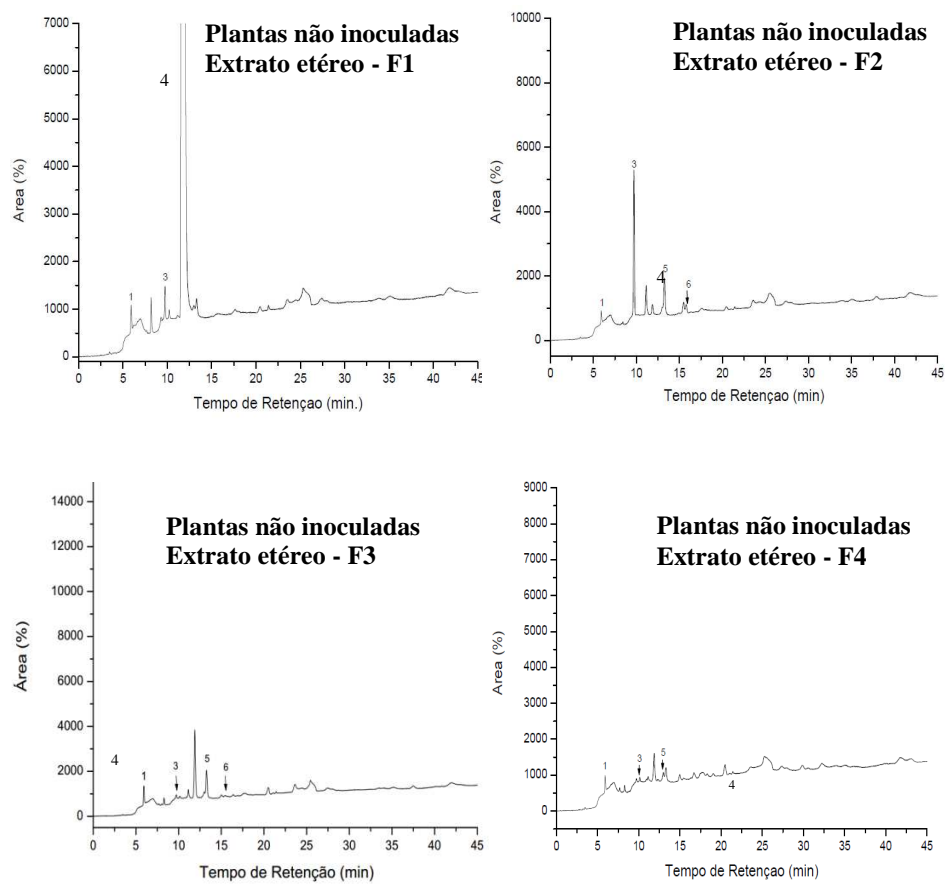 Plantas não inoculadas
Extrato etéreo - F1
7000
6000
5000
4000
3000
2000
1000
0
Area (%)
4
1
3
0 5 10 15 20 25 30 35 40 45
Tempo de Retençao (min.)
Plantas não inoculadas
Extrato etéreo - F2
10000
8000
6000
4000
2000
0
Area (%)
3
4
5
6
1
0 5 10 15 20 25 30 35 40 45
Tempo de Retençao (min)
Plantas não inoculadas
Extrato etéreo - F3
14000
12000
10000
8000
6000
4000
2000
0
Área (%)
4
1
3
5
6
0 5 10 15 20 25 30 35 40 45
Tempo de Retenção (min)
Plantas não inoculadas
Extrato etéreo - F4
9000
8000
7000
6000
5000
4000
3000
2000
1000
0
Area (%)
1
3
5
4
0 5 10 15 20 25 30 35 40 45
Tempo de Retençao (min)